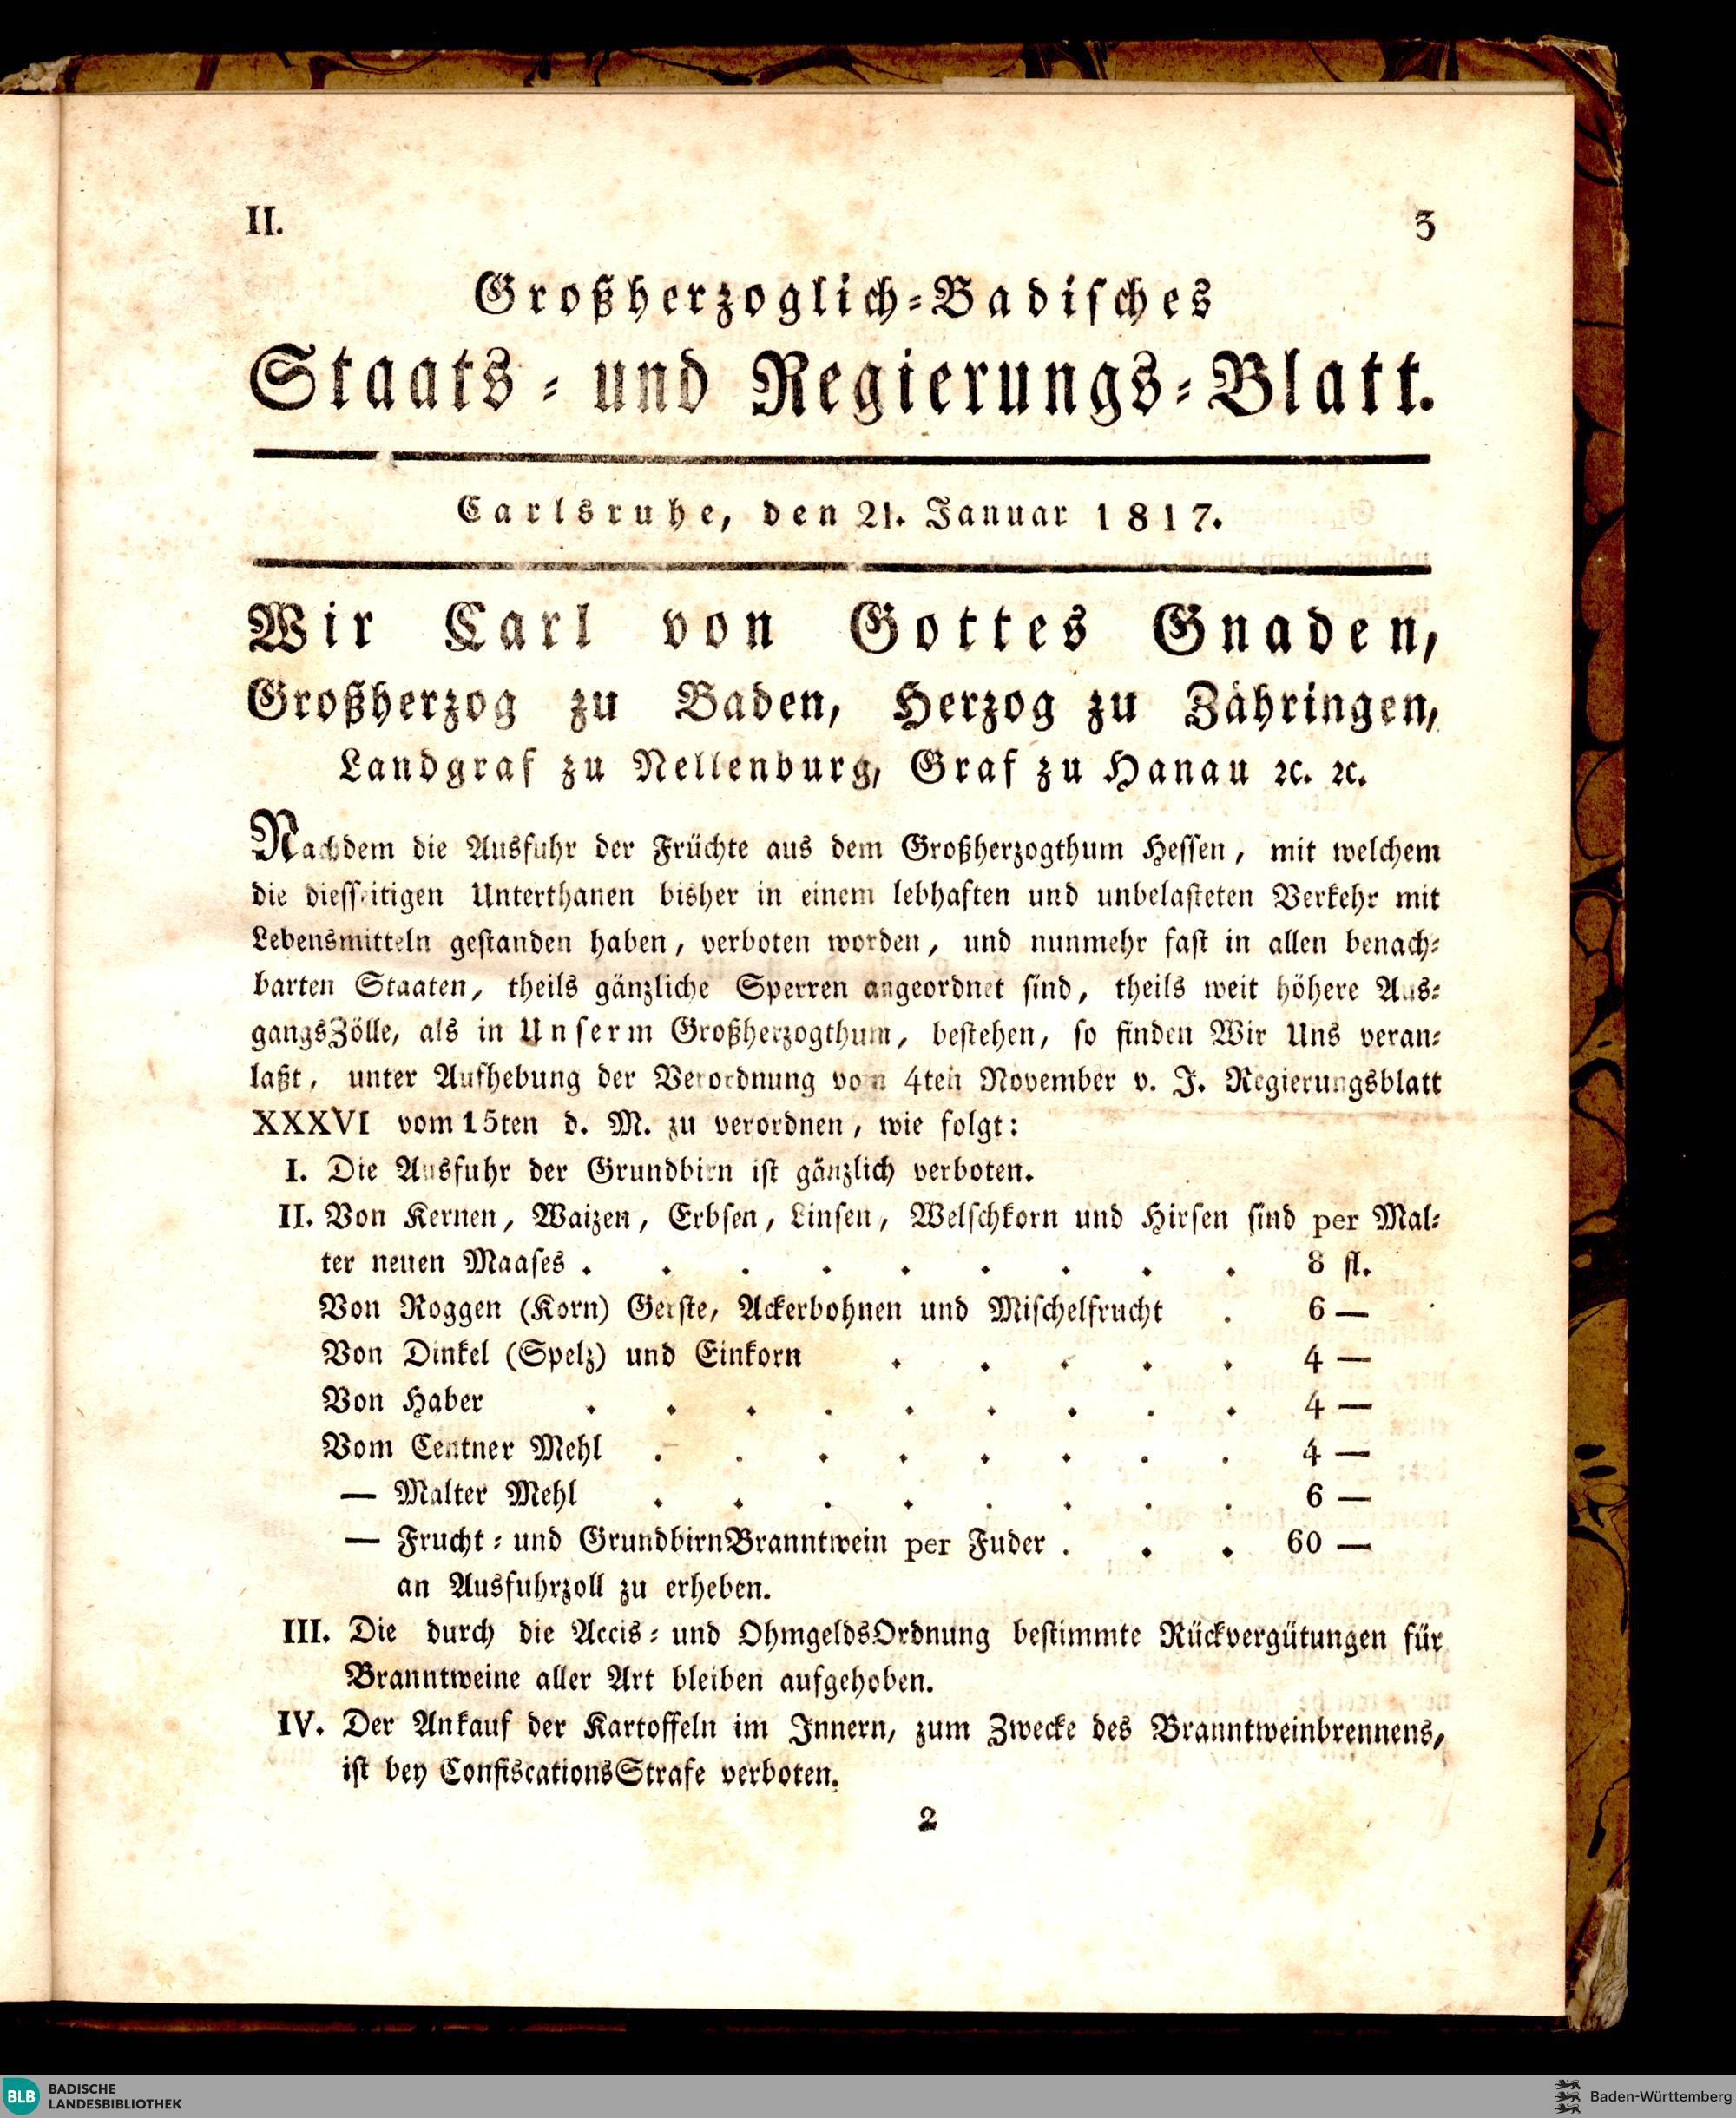 II.
3
Großherzoglich-Badisches
Staats- und Regierungs-Blatt.
Carlsruhe, den 21. Januar 1817.
Wir Carl von Gottes Gnaden,
Großherzog zu Baden, Herzog zu Zähringen,
Landgraf zu Nellenburg, Graf zu Hanau ꝛc. ꝛc.
Nachdem die Ausfuhr der Früchte aus dem Großherzogthum Hessen, mit welchem
die diesseitigen Unterthanen bisher in einem lebhaften und unbelasteten Verkehr mit
Lebensmitteln gestanden haben, verboten worden, und nunmehr fast in allen benach-
barten Staaten, theils gänzliche Sperren angeordnet sind, theils weit höhere Aus-
gangsZölle, als in Unserm Großherzogthum, bestehen, so finden Wir Uns veran-
laßt, unter Aufhebung der Verordnung vom 4ten November v. J. Regierungsblatt
XXXVI vom 15ten d. M. zu verordnen, wie folgt:
I. Die Ausfuhr der Grundbirn ist gänzlich verboten.
II. Von Kernen, Waizen, Erbsen, Linsen, Welschkorn und Hirsen sind per Mal-
ter neuen Maases . . . . . . . . . 8 fl.
Von Roggen (Korn) Gerste, Ackerbohnen und Mischelfrucht . 6 —
Von Dinkel (Spelz) und Einkorn . . . . . 4 —
Von Haber . . . . . . . . . 4 —
Vom Centner Mehl . . . . . . . . 4 —
— Malter Mehl . . . . . . . . 6 —
— Frucht- und GrundbirnBranntwein per Fuder . . . 60 —
an Ausfuhrzoll zu erheben.
III. Die durch die Accis- und OhmgeldsOrdnung bestimmte Rückvergütungen für
Branntweine aller Art bleiben aufgehoben.
IV. Der Ankauf der Kartoffeln im Innern, zum Zwecke des Branntweinbrennens,
ist bey ConfiscationsStrafe verboten.
2
BLB BADISCHE
LANDESBIBLIOTHEK
Baden-Württemberg